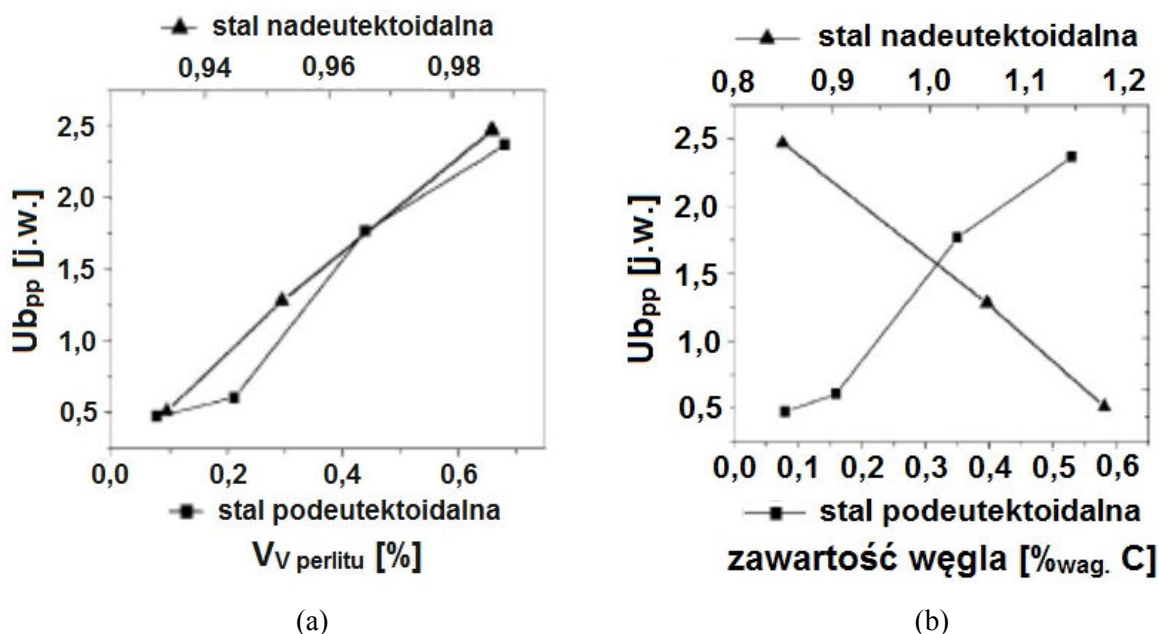 stal nadeutektoidalna
0,94 0,96 0,98
2,5
2,0
1,5
1,0
0,5
Ubpp [j.w.]
0,0 0,2 0,4 0,6
stal podeutektoidalna
VV perlitu [%]
(a)
stal nadeutektoidalna
0,8 0,9 1,0 1,1 1,2
2,5
2,0
1,5
1,0
0,5
Ubpp [j.w.]
0,0 0,1 0,2 0,3 0,4 0,5 0,6
stal podeutektoidalna
zawartość węgla [%wag. C]
(b)